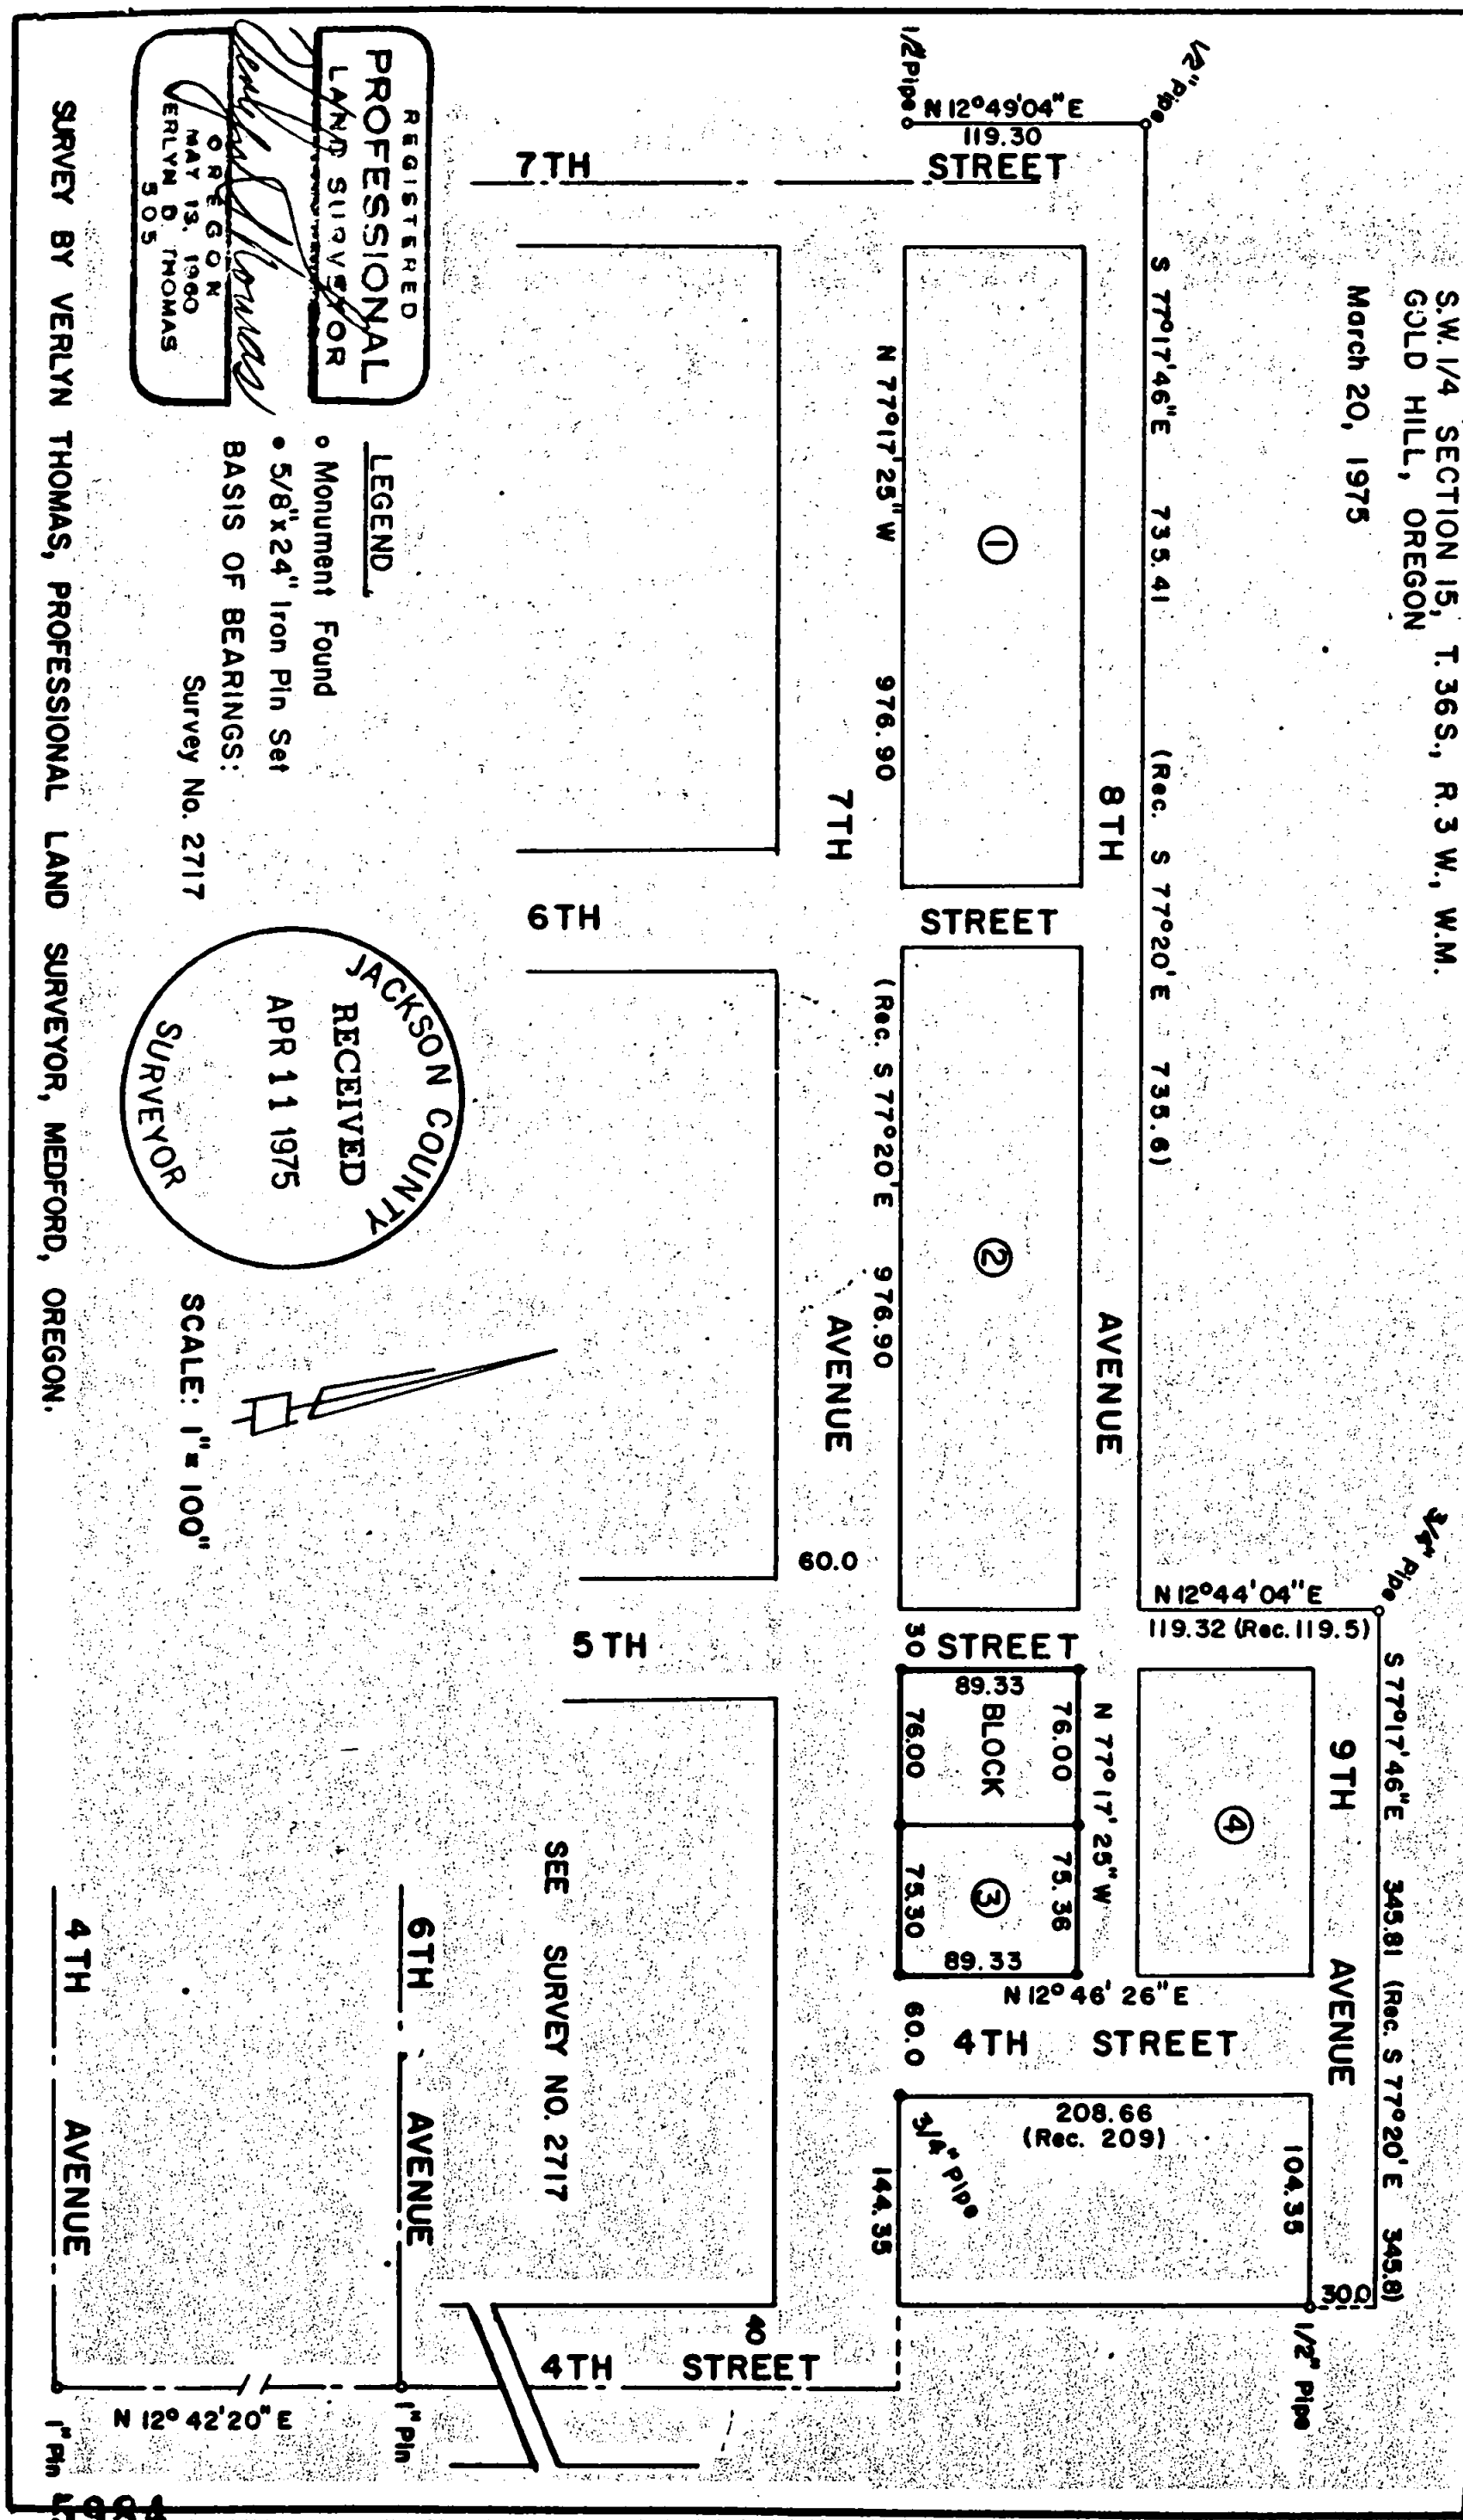 S.W. 1/4 SECTION 15, T. 36 S., R. 3 W., W.M.
GOLD HILL, OREGON
March 20, 1975
1/2" Pipe
1/2" Pipe
N 12°49'04" E
119.30
S 77°17'46" E 735.41 (Rec. S 77°20' E 735.6)
3/4" Pipe
N 12°44'04" E
119.32 (Rec. 119.5)
S 77°17'46" E 345.81 (Rec. S 77°20' E 345.8)
9TH AVENUE
30.0
1/2" Pipe
104.35
8TH AVENUE
7TH STREET
1
6TH STREET
2
5TH STREET
4
N 77°17'25" W
76.00
75.36
89.33
BLOCK
3
89.33
76.00
75.30
N 12°46'26" E
4TH STREET
208.66
(Rec. 209)
3/4" Pipe
N 77°17'25" W 976.90 (Rec. S 77°20' E 976.90
30
60.0
144.35
7TH AVENUE
60.0
40
4TH STREET
SEE SURVEY NO. 2717
6TH AVENUE
1" Pin
N 12°42'20" E
4TH AVENUE
1" Pin
REGISTERED
PROFESSIONAL
LAND SURVEYOR
OREGON
MAY 13, 1960
VERLYN D. THOMAS
505
LEGEND
Monument Found
5/8" x 24" Iron Pin Set
BASIS OF BEARINGS:
Survey No. 2717
JACKSON COUNTY
RECEIVED
APR 11 1975
SURVEYOR
SCALE: 1" = 100"
SURVEY BY VERLYN THOMAS, PROFESSIONAL LAND SURVEYOR, MEDFORD, OREGON.